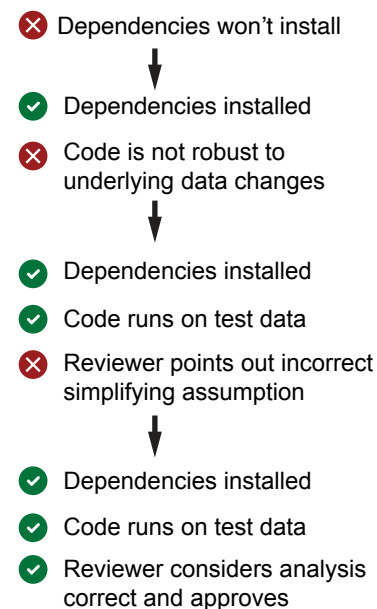 Dependencies won’t install
Dependencies installed
Code is not robust to
underlying data changes
Dependencies installed
Code runs on test data
Reviewer points out incorrect
simplifying assumption
Dependencies installed
Code runs on test data
Reviewer considers analysis
correct and approves